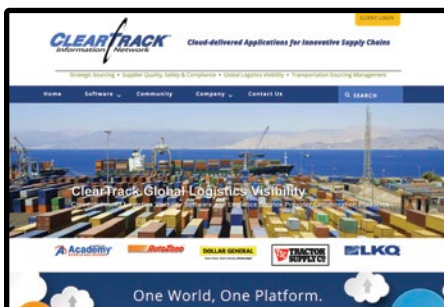 CLIENT LOGIN
CLEARTRACK
Information Network
Cloud-delivered Applications for Innovative Supply Chains
Strategic Sourcing • Supplier Quality, Safety & Compliance • Global Logistics Visibility • Transportation Sourcing Management
Home Software Community Company Contact Us SEARCH
ClearTrack Global Logistics Visibility
Academy AutoZone DOLLAR GENERAL TRACTOR SUPPLY CO LKQ
One World, One Platform.